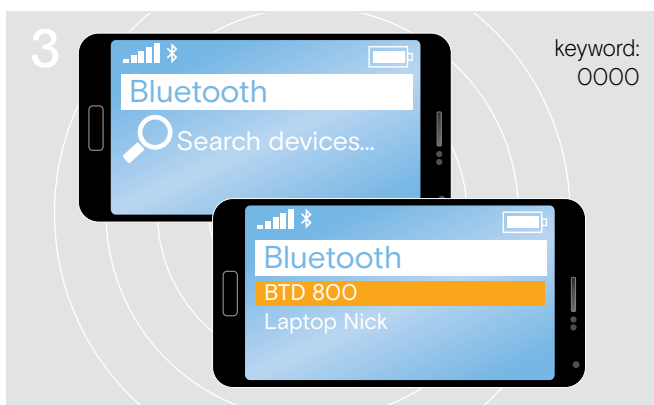 3
keyword:
0000
Bluetooth
Search devices...
Bluetooth
BTD 800
Laptop Nick